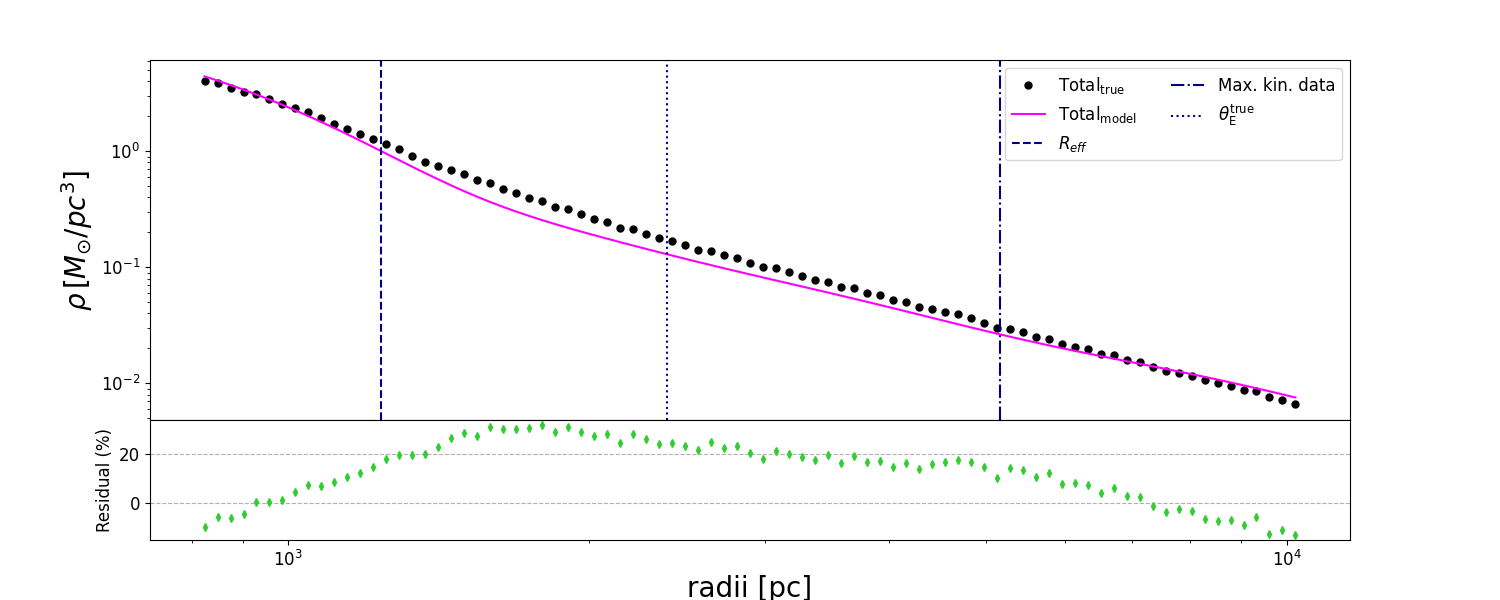 ρ [M⊙/pc³]
10⁰
10⁻¹
10⁻²
Total_true
Total_model
R_eff
Max. kin. data
θ_E^true
Residual (%)
20
0
10³
10⁴
radii [pc]